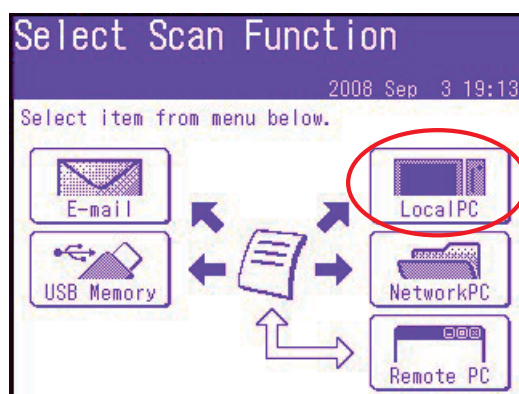 Select Scan Function
2008 Sep 3 19:13
Select item from menu below.
E-mail
LocalPC
USB Memory
NetworkPC
Remote PC